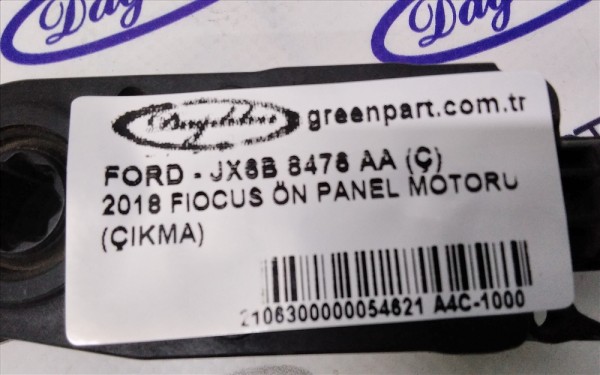 greenpart.com.tr
FORD - JX6B 8476 AA (Ç)
2018 FIOCUS ÖN PANEL MOTORU
(ÇIKMA)
2106300000054621 A4C-1000